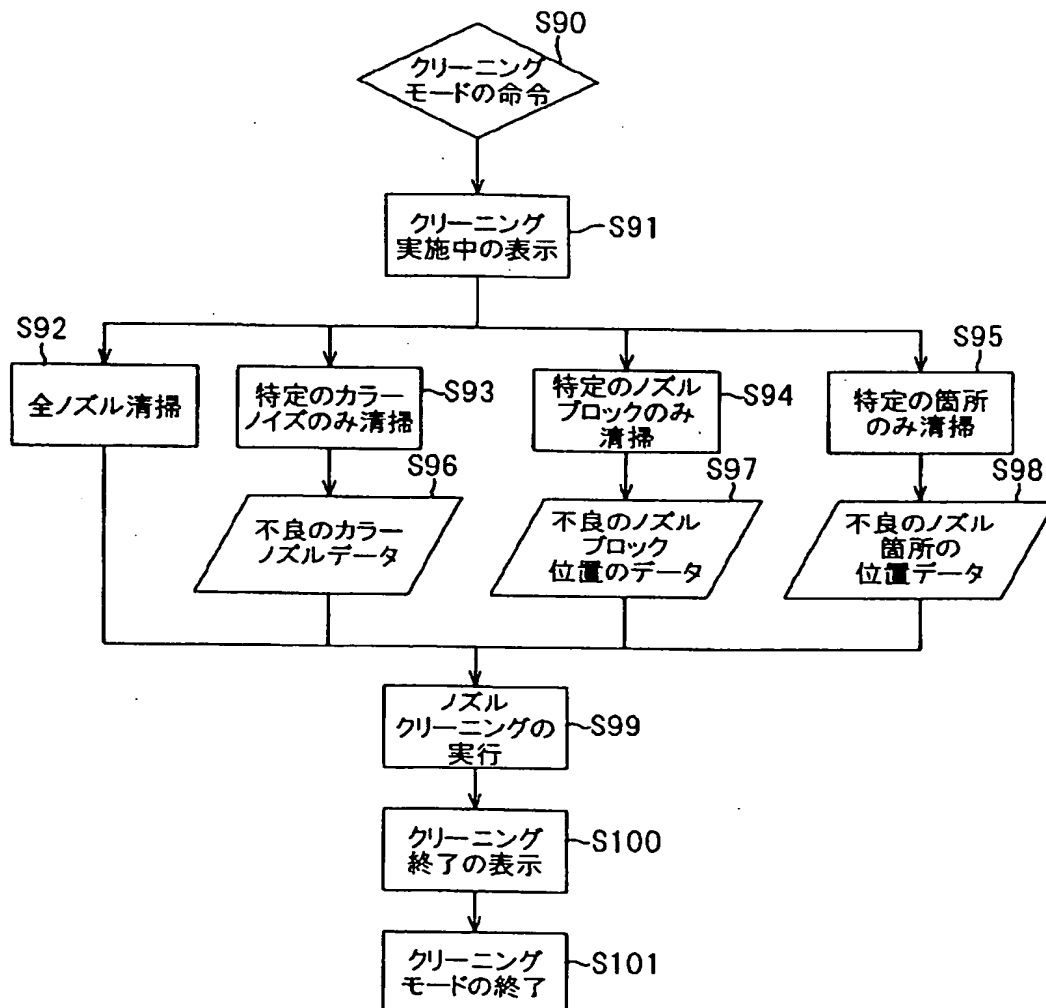 S90
クリーニング
モードの命令
クリーニング
実施中の表示
S91
S92
全ノズル清掃
特定のカラー
ノイズのみ清掃
S93
特定のノズル
ブロックのみ
清掃
S94
S95
特定の箇所
のみ清掃
S96
不良のカラー
ノズルデータ
S97
不良のノズル
ブロック
位置のデータ
S98
不良のノズル
箇所の
位置データ
ノズル
クリーニングの
実行
S99
クリーニング
終了の表示
S100
クリーニング
モードの終了
S101